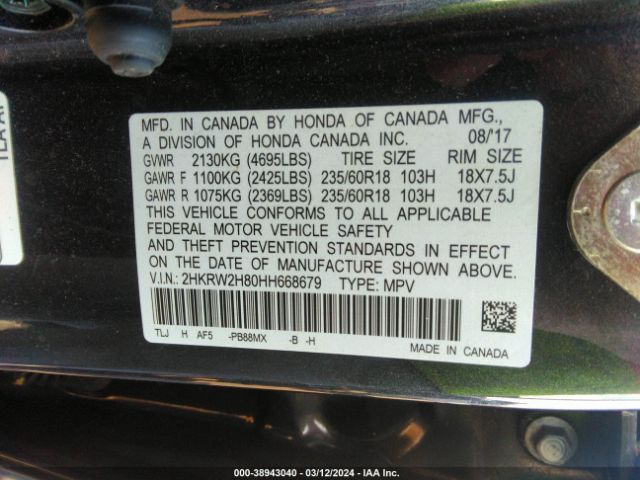 MFD. IN CANADA BY HONDA OF CANADA MFG.,
A DIVISION OF HONDA CANADA INC. 08/'17
GVWR 2130KG (4695LBS) TIRE SIZE RIM SIZE
GAWR F 1100KG (2425LBS) 235/60R18 103H 18X7.5J
GAWR R 1075KG (2369LBS) 235/60R18 103H 18X7.5J
THIS VEHICLE CONFORMS TO ALL APPLICABLE
FEDERAL MOTOR VEHICLE SAFETY
AND THEFT PREVENTION STANDARDS IN EFFECT
ON THE DATE OF MANUFACTURE SHOWN ABOVE.
V.I.N.: 2HKRW2H80HH668679 TYPE: MPV
TLJ H AF5 -PB88MX -B -H
MADE IN CANADA
000-38943040 - 03/12/2024 - IAA Inc.